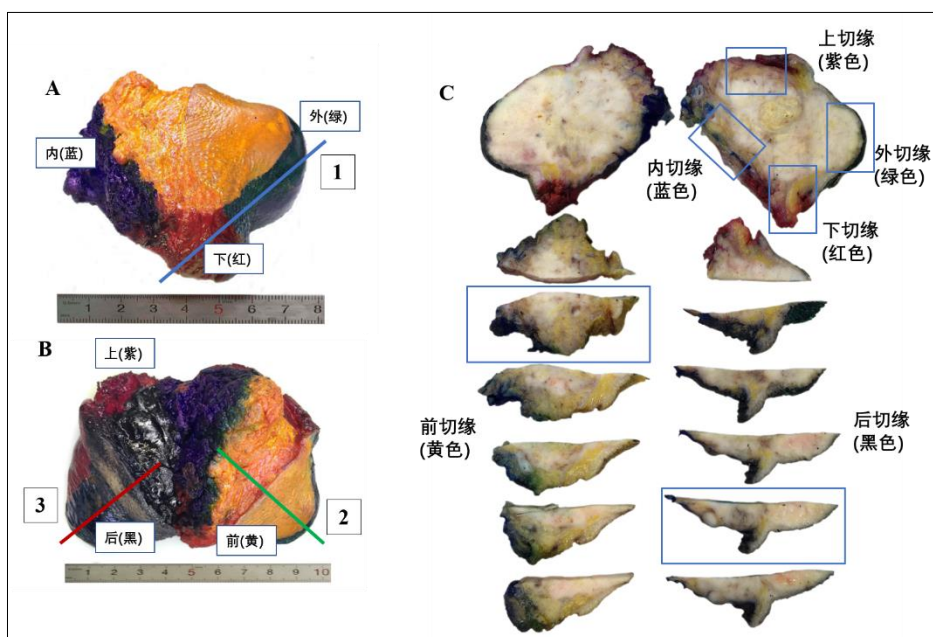 A
内(蓝)
外(绿)
1
下(红)
1 2 3 4 5 6 7 8
B
上(紫)
3
后(黑)
前(黄)
2
1 2 3 4 5 6 7 8 9 10
C
上切缘
(紫色)
内切缘
(蓝色)
外切缘
(绿色)
下切缘
(红色)
前切缘
(黄色)
后切缘
(黑色)